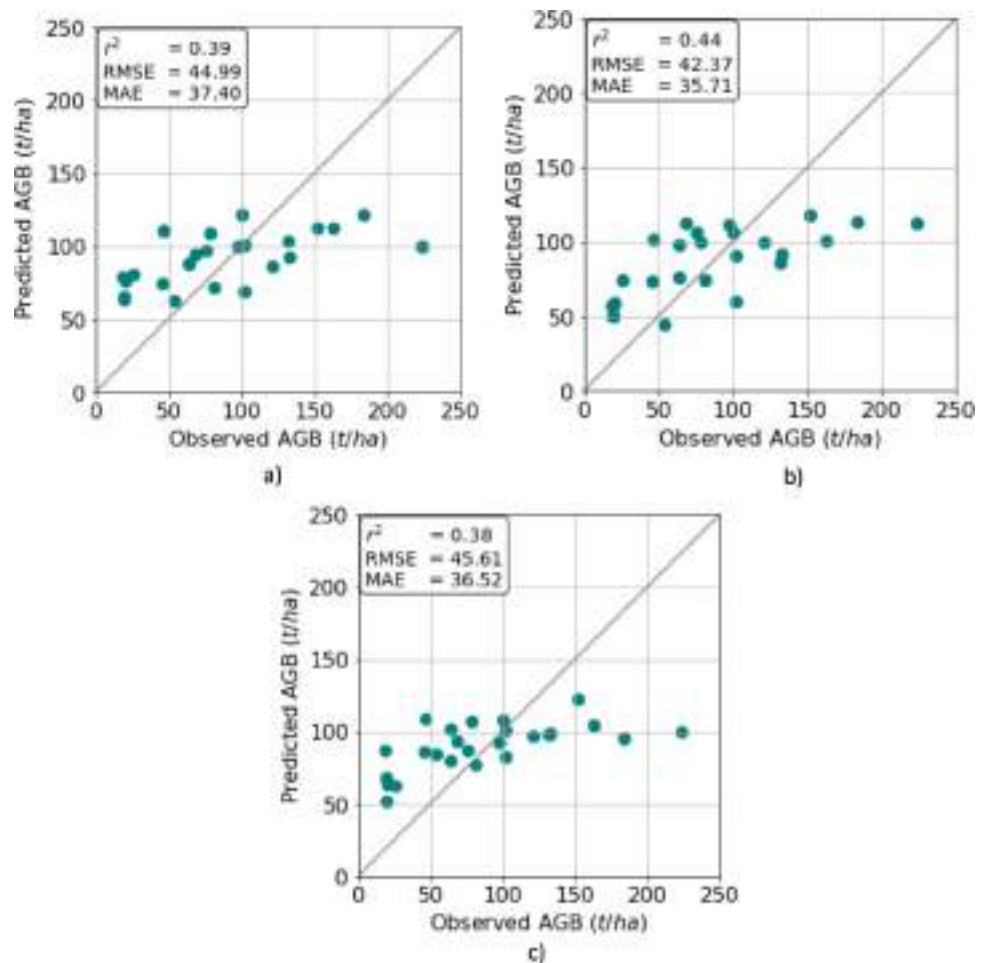 250
200
150
100
50
0
r² = 0.39
RMSE = 44.99
MAE = 37.40
Predicted AGB (t/ha)
0 50 100 150 200 250
Observed AGB (t/ha)
a)
250
200
150
100
50
0
r² = 0.44
RMSE = 42.37
MAE = 35.71
Predicted AGB (t/ha)
0 50 100 150 200 250
Observed AGB (t/ha)
b)
250
200
150
100
50
0
r² = 0.38
RMSE = 45.61
MAE = 36.52
Predicted AGB (t/ha)
0 50 100 150 200 250
Observed AGB (t/ha)
c)